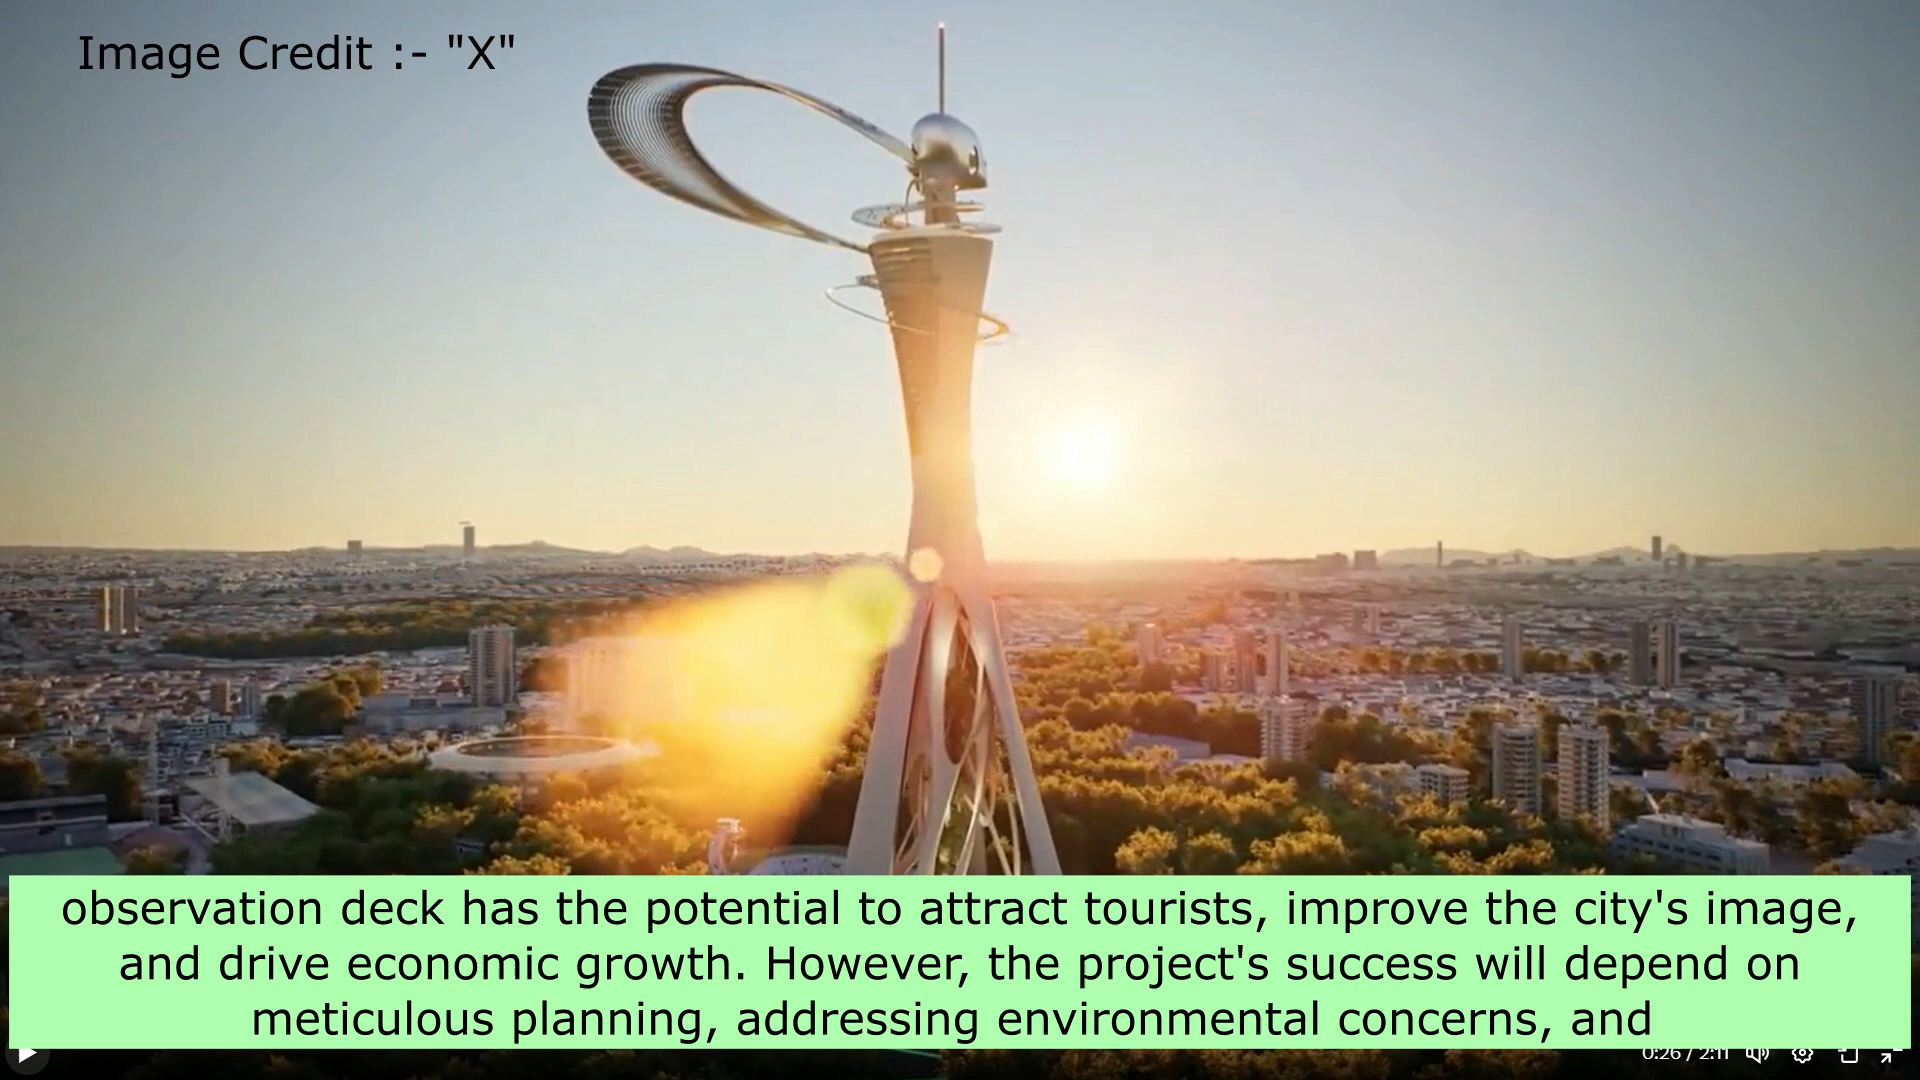 Image Credit :- "X"
observation deck has the potential to attract tourists, improve the city's image,
and drive economic growth. However, the project's success will depend on
meticulous planning, addressing environmental concerns, and
0:26 / 2:11